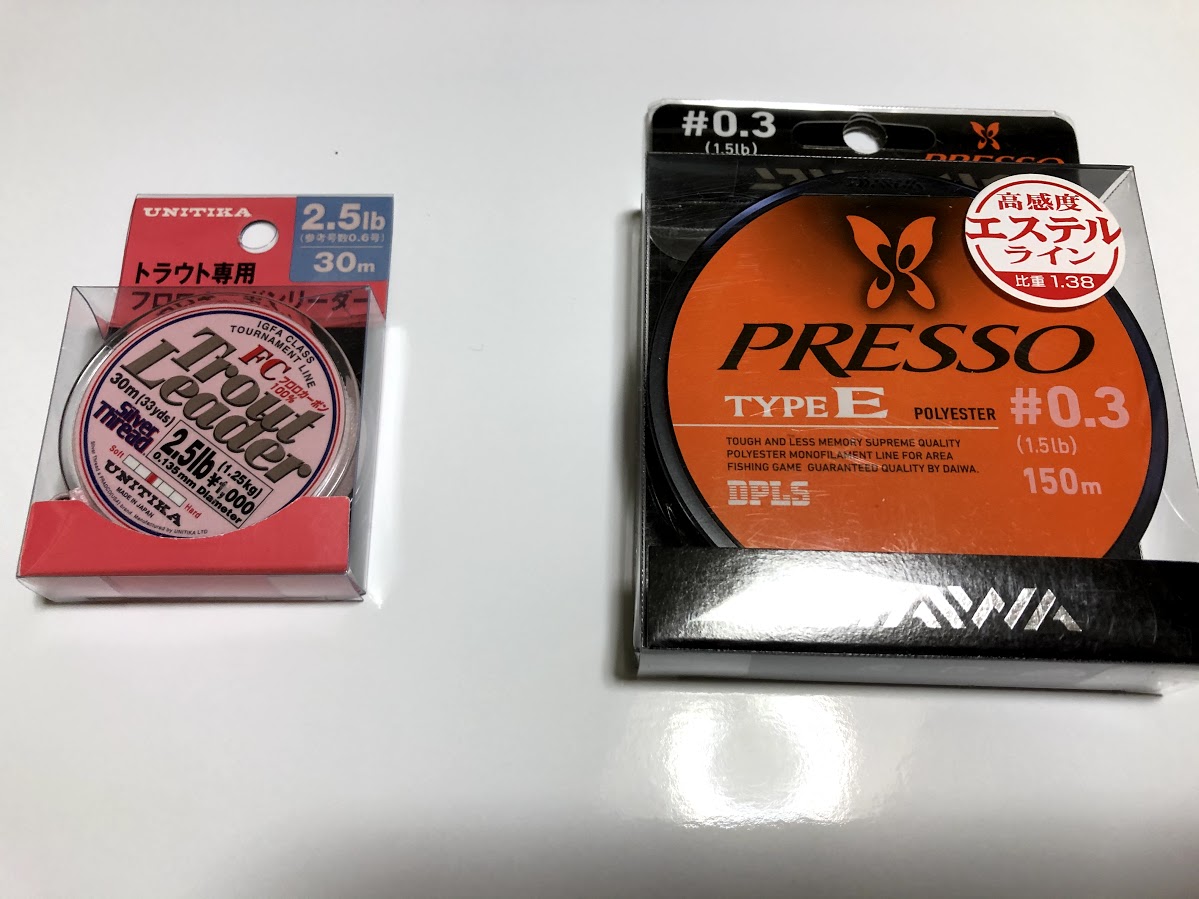 UNITIKA
2.5lb
(参考号数0.6号)
30m
トラウト専用
IGFA CLASS
TOURNAMENT LINE
FC フロロカーボン
100%
Trout
Leader
30m(33yds)
Silver
Thread
2.5lb [1.25kg]
0.135mm Diameter
¥1,000
Soft
Hard
UNITIKA
MADE IN JAPAN
Manufactured by UNITIKA LTD
#0.3
(1.5lb)
PRESSO
高感度
エステル
ライン
比重 1.38
PRESSO
TYPE E POLYESTER #0.3
(1.5lb)
150m
TOUGH AND LESS MEMORY SUPREME QUALITY
POLYESTER MONOFILAMENT LINE FOR AREA
FISHING GAME GUARANTEED QUALITY BY DAIWA.
DPLS
DAIWA